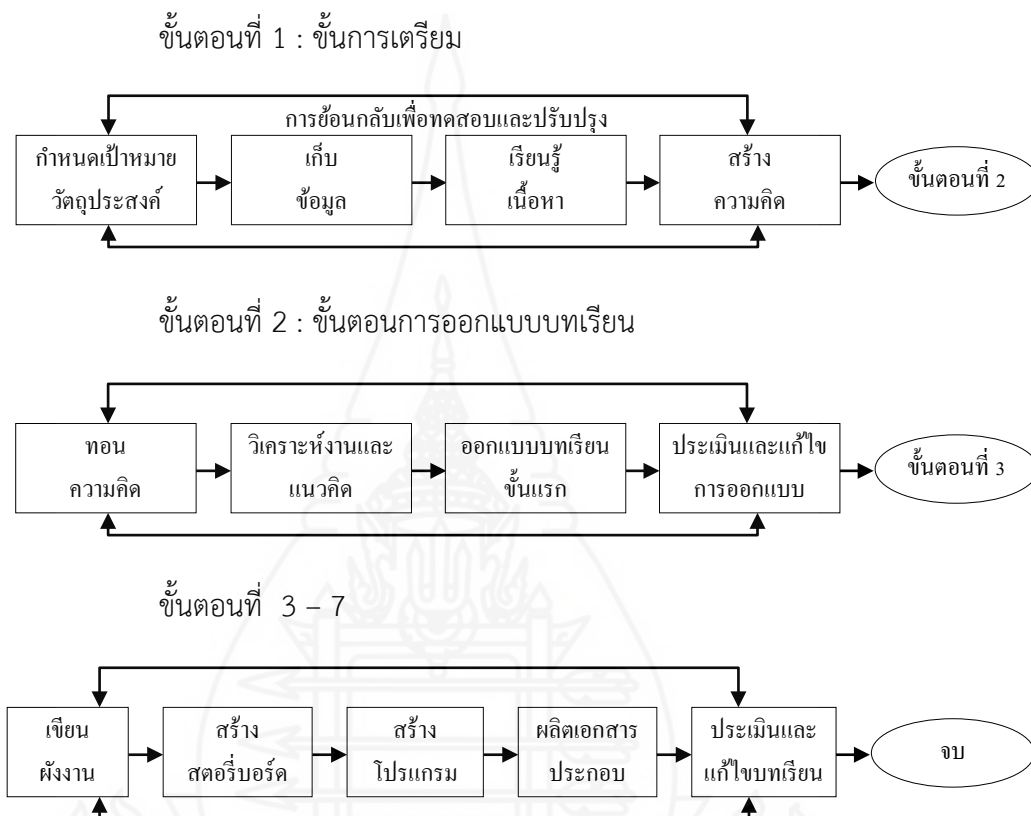 ขั้นตอนที่ 1 : ขั้นการเตรียม
การย้อนกลับเพื่อทดสอบและปรับปรุง
กำหนดเป้าหมาย
วัตถุประสงค์
เก็บ
ข้อมูล
เรียนรู้
เนื้อหา
สร้าง
ความคิด
ขั้นตอนที่ 2
ขั้นตอนที่ 2 : ขั้นตอนการออกแบบบทเรียน
ทอน
ความคิด
วิเคราะห์งานและ
แนวคิด
ออกแบบบทเรียน
ขั้นแรก
ประเมินและแก้ไข
การออกแบบ
ขั้นตอนที่ 3
ขั้นตอนที่ 3 – 7
เขียน
ผังงาน
สร้าง
สตอรี่บอร์ด
สร้าง
โปรแกรม
ผลิตเอกสาร
ประกอบ
ประเมินและ
แก้ไขบทเรียน
จบ